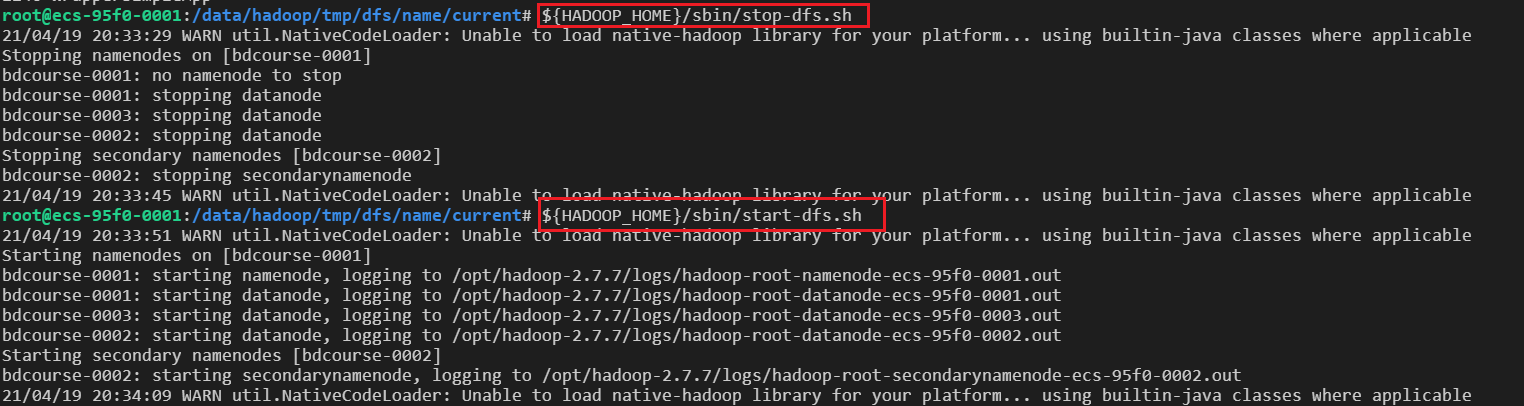 root@ecs-95f0-0001:/data/hadoop/tmp/dfs/name/current# ${HADOOP_HOME}/sbin/stop-dfs.sh
21/04/19 20:33:29 WARN util.NativeCodeLoader: Unable to load native-hadoop library for your platform... using builtin-java classes where applicable
Stopping namenodes on [bdcourse-0001]
bdcourse-0001: no namenode to stop
bdcourse-0001: stopping datanode
bdcourse-0003: stopping datanode
bdcourse-0002: stopping datanode
Stopping secondary namenodes [bdcourse-0002]
bdcourse-0002: stopping secondarynamenode
21/04/19 20:33:45 WARN util.NativeCodeLoader: Unable to load native-hadoop library for your platform... using builtin-java classes where applicable
root@ecs-95f0-0001:/data/hadoop/tmp/dfs/name/current# ${HADOOP_HOME}/sbin/start-dfs.sh
21/04/19 20:33:51 WARN util.NativeCodeLoader: Unable to load native-hadoop library for your platform... using builtin-java classes where applicable
Starting namenodes on [bdcourse-0001]
bdcourse-0001: starting namenode, logging to /opt/hadoop-2.7.7/logs/hadoop-root-namenode-ecs-95f0-0001.out
bdcourse-0001: starting datanode, logging to /opt/hadoop-2.7.7/logs/hadoop-root-datanode-ecs-95f0-0001.out
bdcourse-0003: starting datanode, logging to /opt/hadoop-2.7.7/logs/hadoop-root-datanode-ecs-95f0-0003.out
bdcourse-0002: starting datanode, logging to /opt/hadoop-2.7.7/logs/hadoop-root-datanode-ecs-95f0-0002.out
Starting secondary namenodes [bdcourse-0002]
bdcourse-0002: starting secondarynamenode, logging to /opt/hadoop-2.7.7/logs/hadoop-root-secondarynamenode-ecs-95f0-0002.out
21/04/19 20:34:09 WARN util.NativeCodeLoader: Unable to load native-hadoop library for your platform... using builtin-java classes where applicable